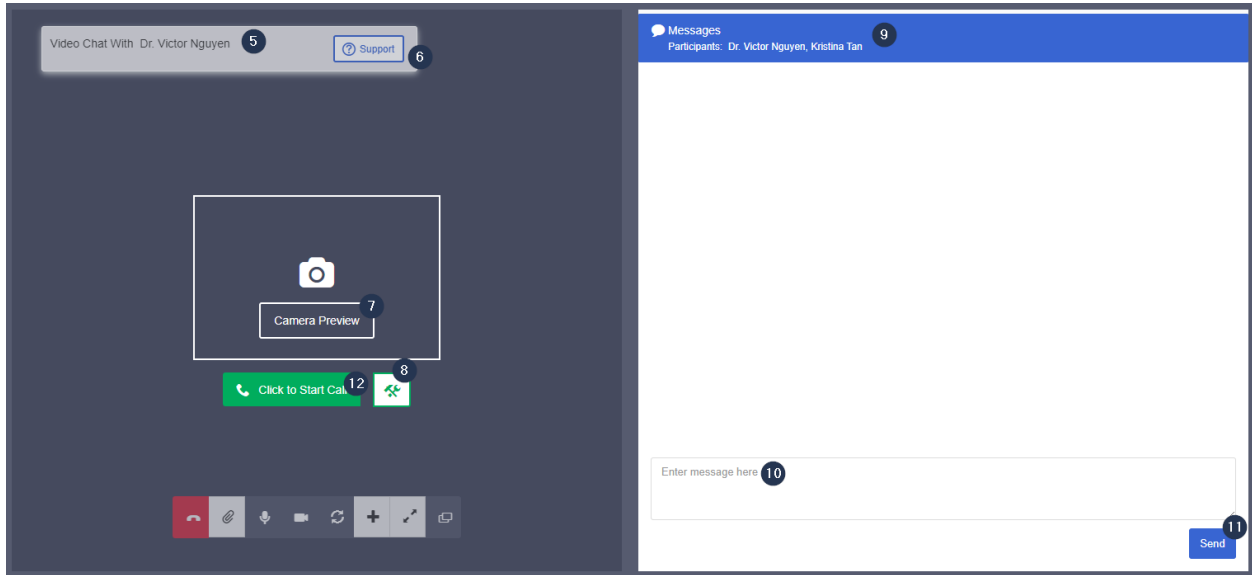 Video Chat With Dr. Victor Nguyen 5
Support 6
7
Camera Preview
8
Click to Start Call 12
Messages
Participants: Dr. Victor Nguyen, Kristina Tan 9
Enter message here 10
11
Send